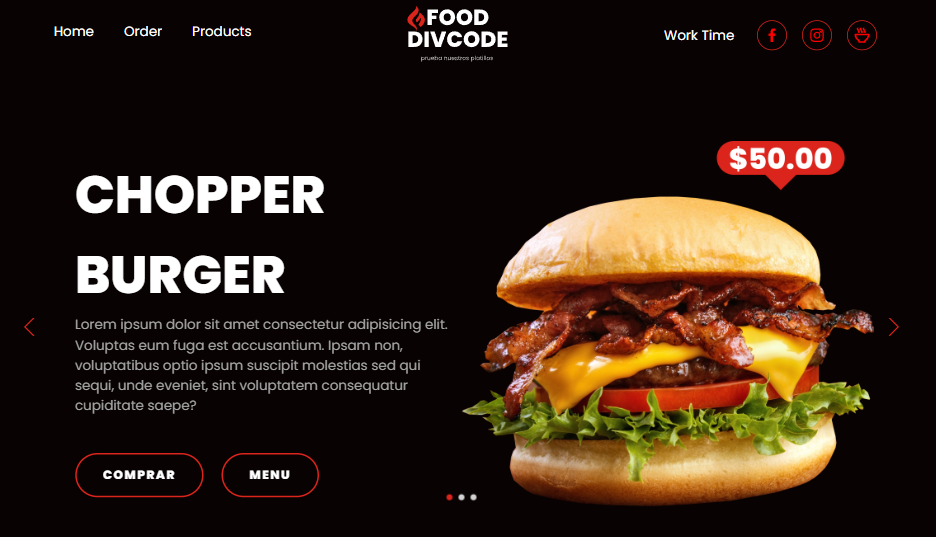 Home Order Products
FOOD
DIVCODE
prueba nuestros platillos
Work Time
$50.00
CHOPPER
BURGER
Lorem ipsum dolor sit amet consectetur adipisicing elit.
Voluptas eum fuga est accusantium. Ipsam non,
voluptatibus optio ipsum suscipit molestias sed qui
sequi, unde eveniet, sint voluptatem consequatur
cupiditate saepe?
COMPRAR MENU